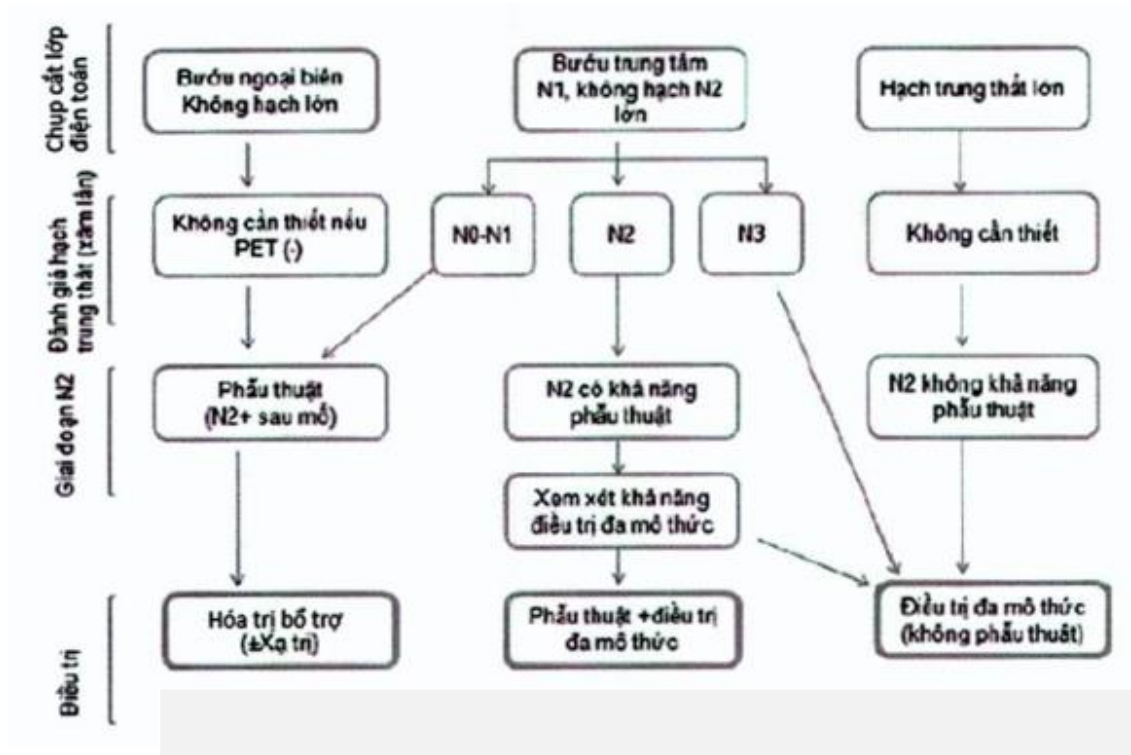 Chụp cắt lớp
điện toán
Bướu ngoại biên
Không hạch lớn
Bướu trung tâm
N1, không hạch N2
lớn
Hạch trung thất lớn
Đánh giá hạch
trung thất (xâm lấn)
Không cần thiết nếu
PET (-)
N0-N1
N2
N3
Không cần thiết
Giai đoạn N2
Phẫu thuật
(N2+ sau mổ)
N2 có khả năng
phẫu thuật
N2 không khả năng
phẫu thuật
Xem xét khả năng
điều trị đa mô thức
Điều trị
Hóa trị bổ trợ
(±Xạ trị)
Phẫu thuật +điều trị
đa mô thức
Điều trị đa mô thức
(không phẫu thuật)